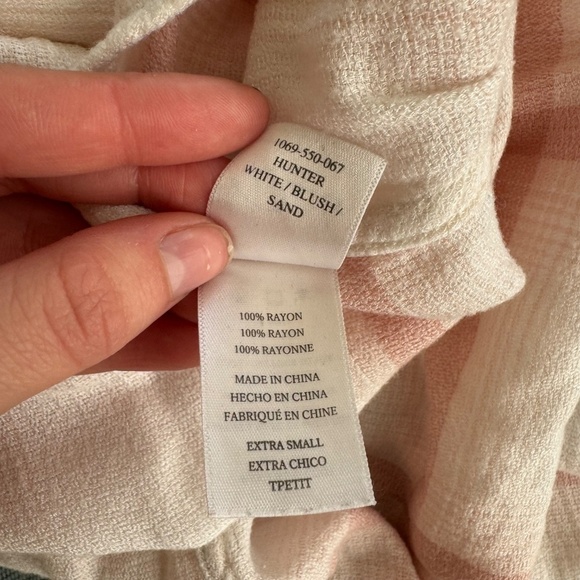 1069-550-067
HUNTER
WHITE / BLUSH /
SAND
100% RAYON
100% RAYON
100% RAYONNE
MADE IN CHINA
HECHO EN CHINA
FABRIQUÉ EN CHINE
EXTRA SMALL
EXTRA CHICO
TPETIT